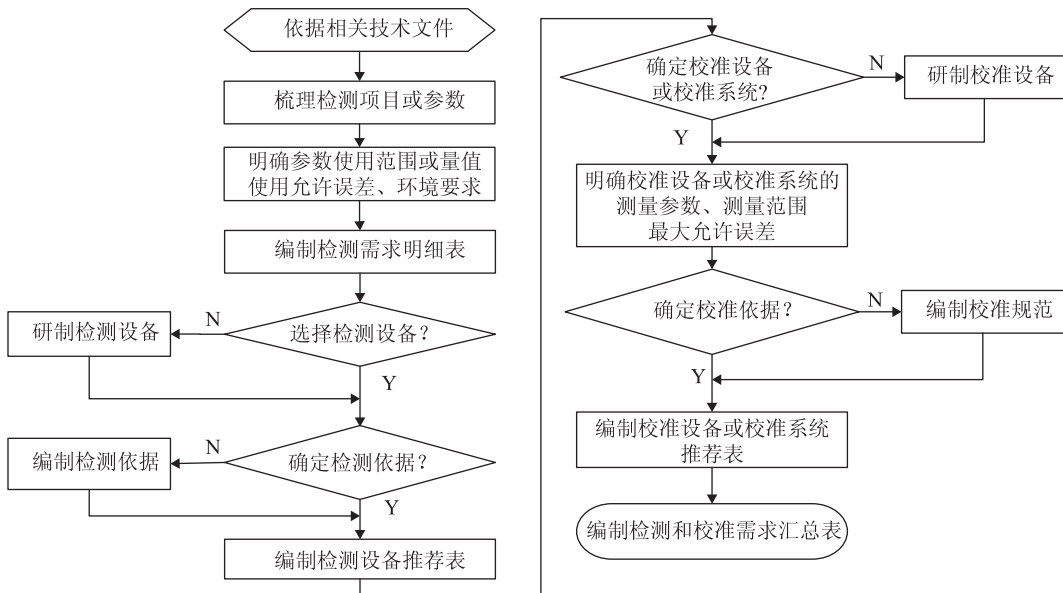 依据相关技术文件
梳理检测项目或参数
明确参数使用范围或量值
使用允许误差、环境要求
编制检测需求明细表
选择检测设备？
N
研制检测设备
Y
确定检测依据？
N
编制检测依据
Y
编制检测设备推荐表
确定校准设备
或校准系统？
N
研制校准设备
Y
明确校准设备或校准系统的
测量参数、测量范围
最大允许误差
确定校准依据？
N
编制校准规范
Y
编制校准设备或校准系统
推荐表
编制检测和校准需求汇总表